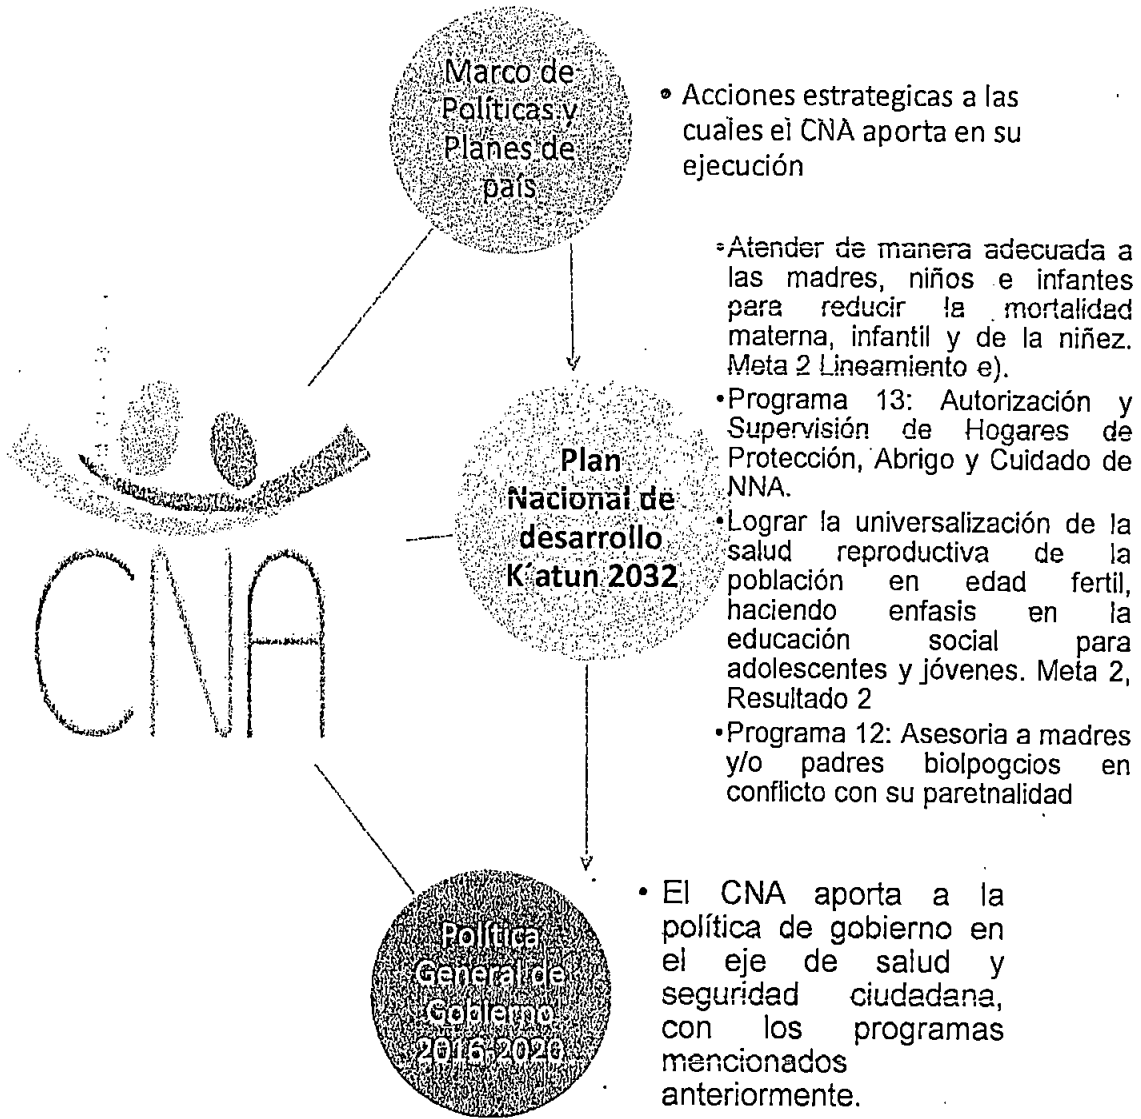 Marco de
Políticas y
Planes de
país
• Acciones estrategicas a las
cuales el CNA aporta en su
ejecución
CNA
Plan
Nacional de
desarrollo
K´atun 2032
•Atender de manera adecuada a
las madres, niños e infantes
para reducir la mortalidad
materna, infantil y de la niñez.
Meta 2 Lineamiento e).
•Programa 13: Autorización y
Supervisión de Hogares de
Protección, Abrigo y Cuidado de
NNA.
•Lograr la universalización de la
salud reproductiva de la
población en edad fertil,
haciendo enfasis en la
educación social para
adolescentes y jóvenes. Meta 2,
Resultado 2
•Programa 12: Asesoria a madres
y/o padres biolpogcios en
conflicto con su paretnalidad
Política
General de
Gobierno
2016-2020
• El CNA aporta a la
política de gobierno en
el eje de salud y
seguridad ciudadana,
con los programas
mencionados
anteriormente.